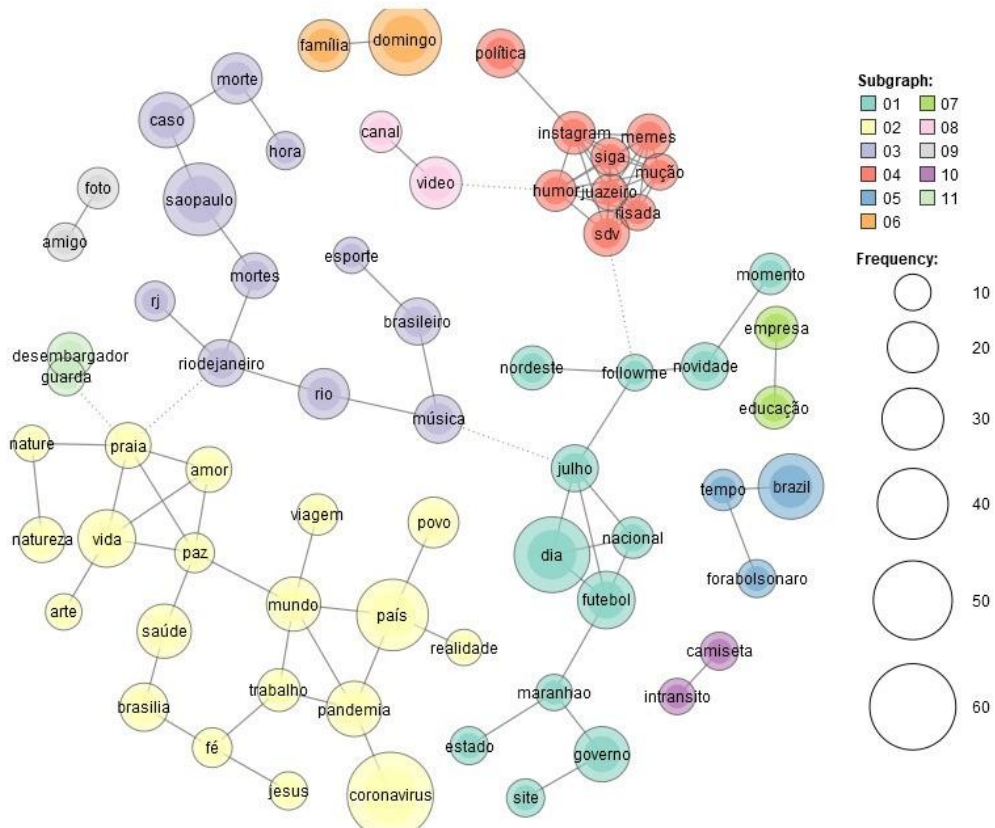 família
domingo
política
morte
caso
hora
canal
video
instagram
memes
siga
mução
humor
juazeiro
risada
sdv
saopaulo
foto
amigo
mortes
esporte
rj
brasileiro
momento
empresa
desembargador
guarda
riodejaneiro
rio
música
nordeste
followme
novidade
educação
nature
praia
amor
julho
tempo
brazil
natureza
vida
paz
viagem
povo
dia
nacional
forabolsonaro
arte
saúde
mundo
país
realidade
futebol
camiseta
intransito
brasilia
trabalho
pandemia
maranhao
fé
jesus
coronavirus
estado
governo
site
Subgraph:
01 07
02 08
03 09
04 10
05 11
06
Frequency:
10
20
30
40
50
60